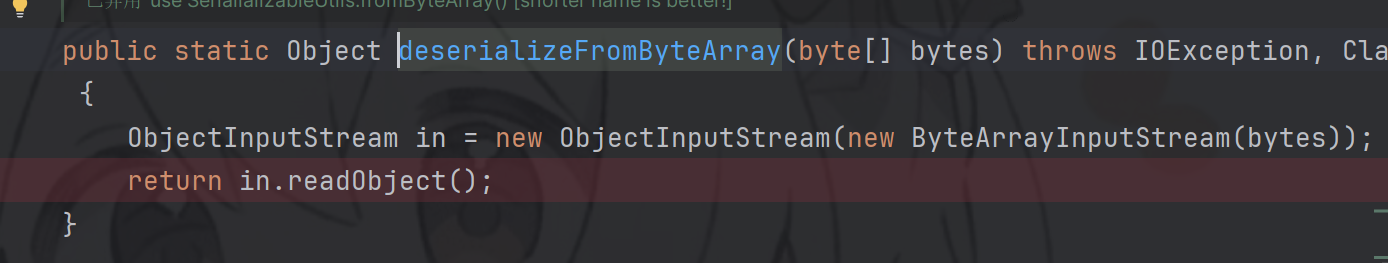 已弃用 use SerializableUtils.fromByteArray() [shorter name is better!]
public static Object deserializeFromByteArray(byte[] bytes) throws IOException, Cla
{
ObjectInputStream in = new ObjectInputStream(new ByteArrayInputStream(bytes));
return in.readObject();
}